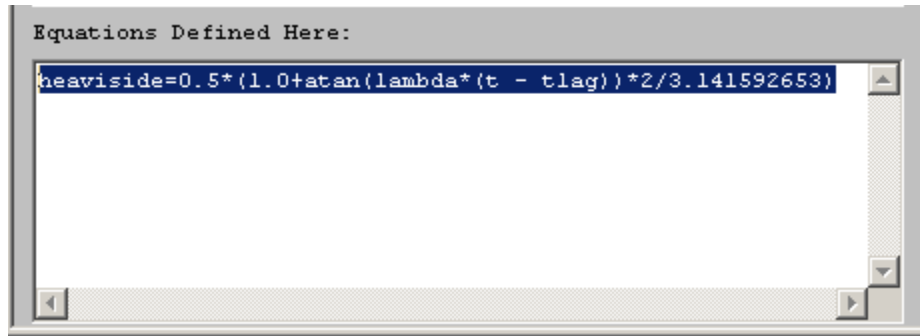 Equations Defined Here:
heaviside=0.5*(1.0+atan(lambda*(t - tlag))*2/3.141592653)